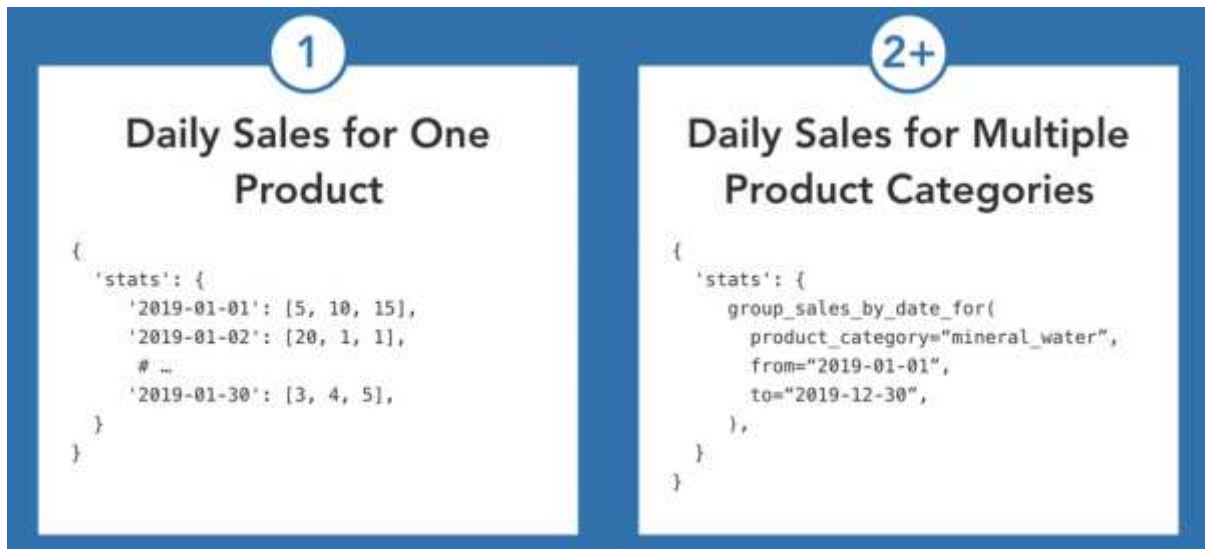 1
Daily Sales for One
Product
{
'stats': {
'2019-01-01': [5, 10, 15],
'2019-01-02': [20, 1, 1],
# …
'2019-01-30': [3, 4, 5],
}
}
2+
Daily Sales for Multiple
Product Categories
{
'stats': {
group_sales_by_date_for(
product_category="mineral_water",
from="2019-01-01",
to="2019-12-30",
),
}
}